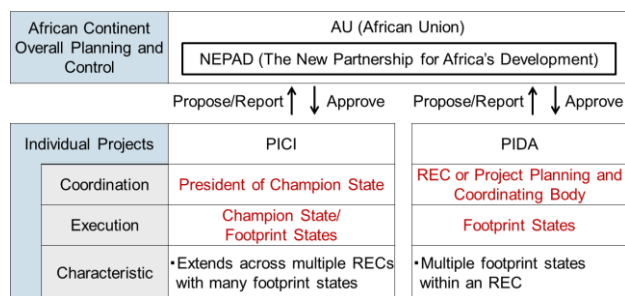 African Continent
Overall Planning and
Control
AU (African Union)
NEPAD (The New Partnership for Africa's Development)
Propose/Report
Approve
Propose/Report
Approve
Individual Projects
PICI
PIDA
Coordination
President of Champion State
REC or Project Planning and
Coordinating Body
Execution
Champion State/
Footprint States
Footprint States
Characteristic
・Extends across multiple RECs
with many footprint states
・Multiple footprint states
within an REC